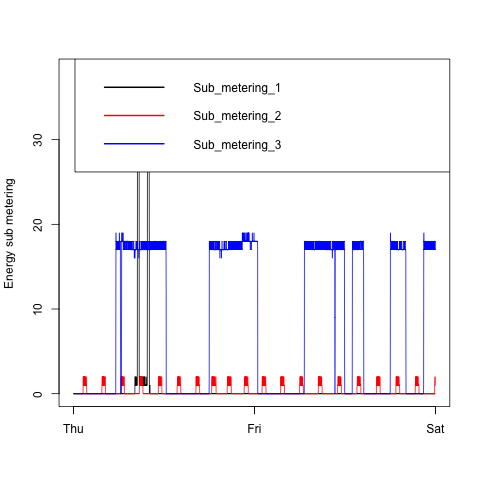 Sub_metering_1
Sub_metering_2
Sub_metering_3
Energy sub metering
30
20
10
0
Thu Fri Sat